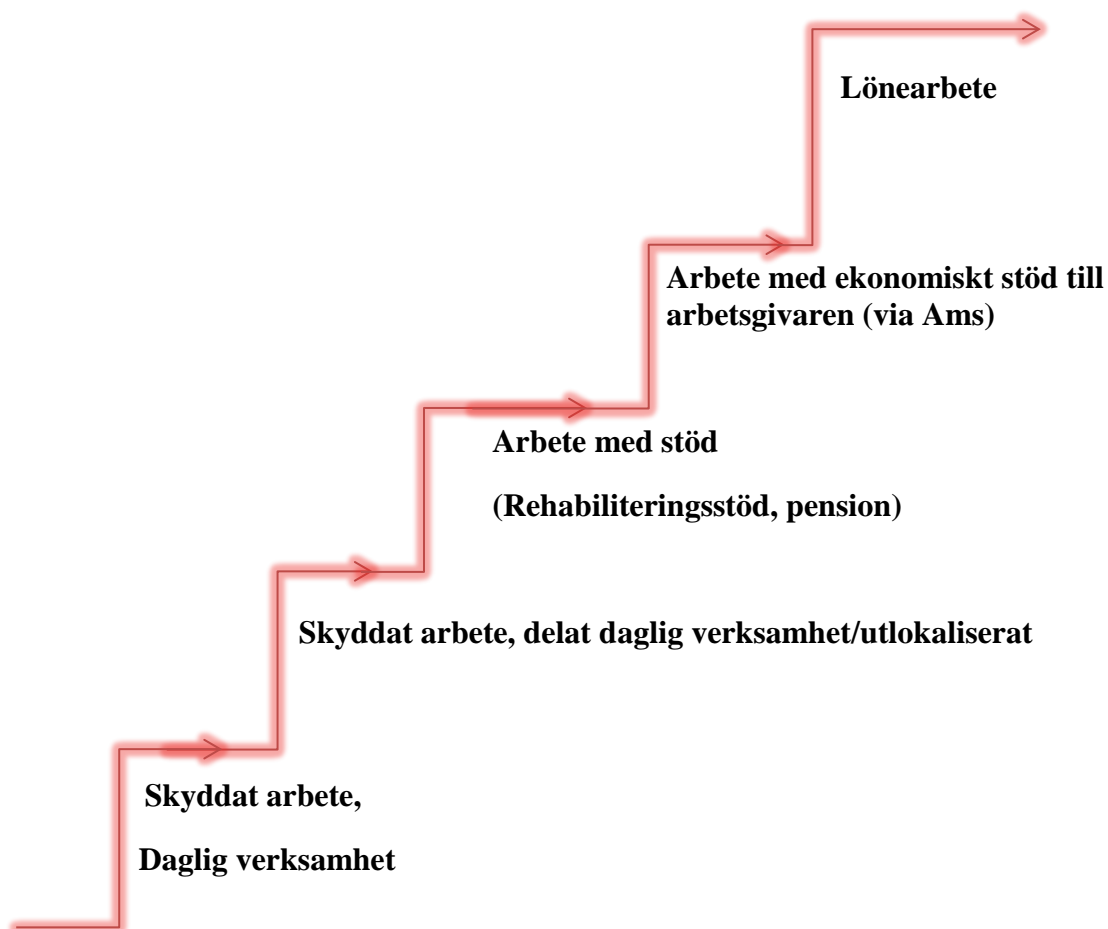 Lönearbete
Arbete med ekonomiskt stöd till
arbetsgivaren (via Ams)
Arbete med stöd
(Rehabiliteringsstöd, pension)
Skyddat arbete, delat daglig verksamhet/utlokaliserat
Skyddat arbete,
Daglig verksamhet